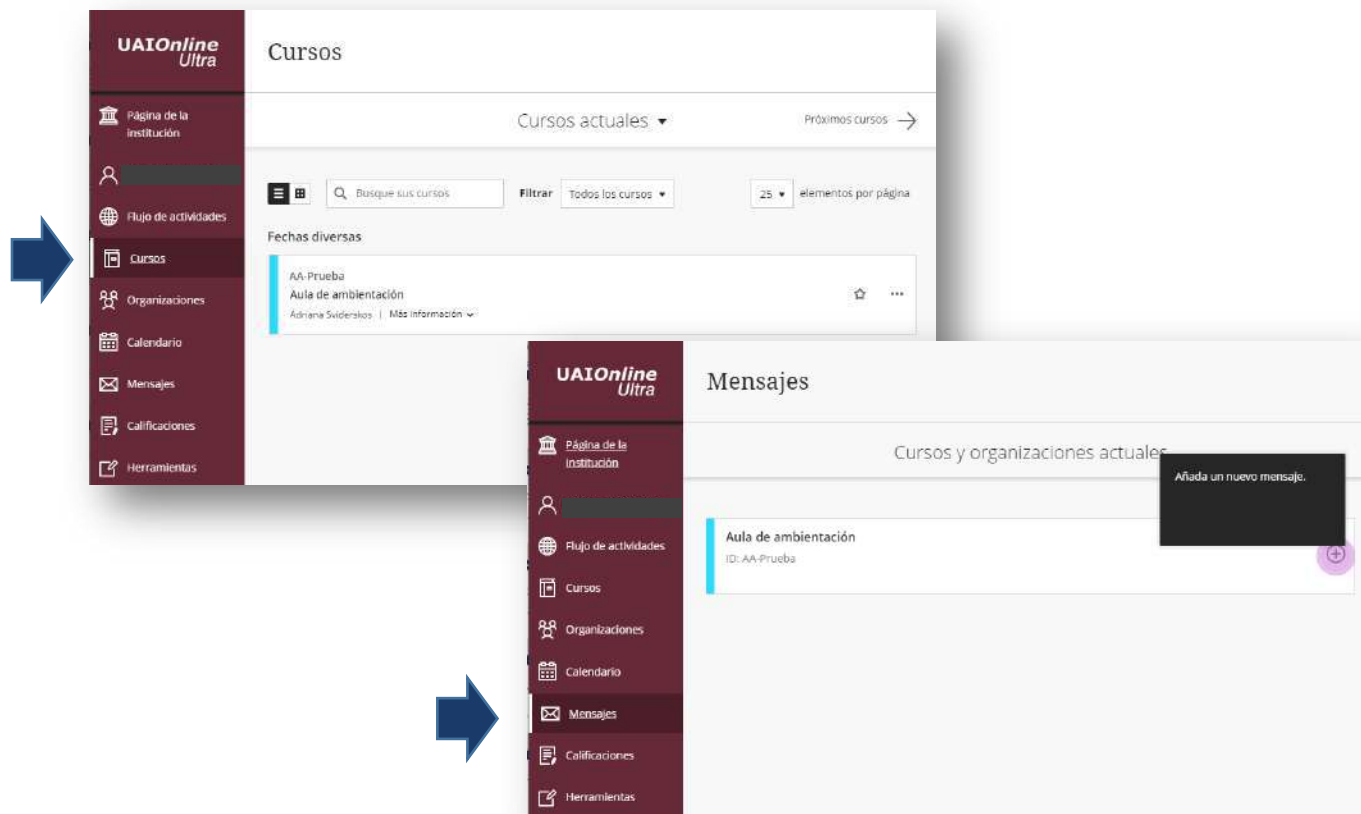 UAIOnline
Ultra
Cursos
Página de la
institución
Flujo de actividades
Cursos
Organizaciones
Calendario
Mensajes
Calificaciones
Herramientas
Cursos actuales
Próximos cursos
Busque sus cursos
Filtrar
Todos los cursos
25
elementos por página
Fechas diversas
AA-Prueba
Aula de ambientación
Adriana Sviderskos | Más información
UAIOnline
Ultra
Mensajes
Página de la
institución
Flujo de actividades
Cursos
Organizaciones
Calendario
Mensajes
Calificaciones
Herramientas
Cursos y organizaciones actuales
Añada un nuevo mensaje.
Aula de ambientación
ID: AA-Prueba